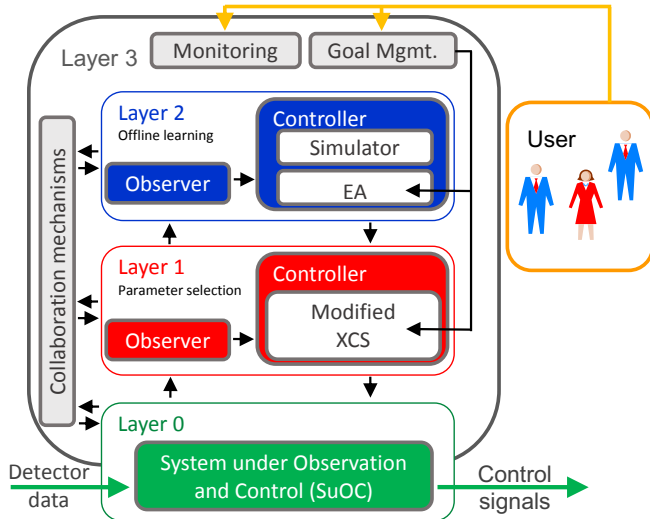 Layer 3
Monitoring
Goal Mgmt.
Layer 2
Offline learning
Observer
Controller
Simulator
EA
User
Collaboration mechanisms
Layer 1
Parameter selection
Observer
Controller
Modified
XCS
Layer 0
System under Observation
and Control (SuOC)
Detector
data
Control
signals